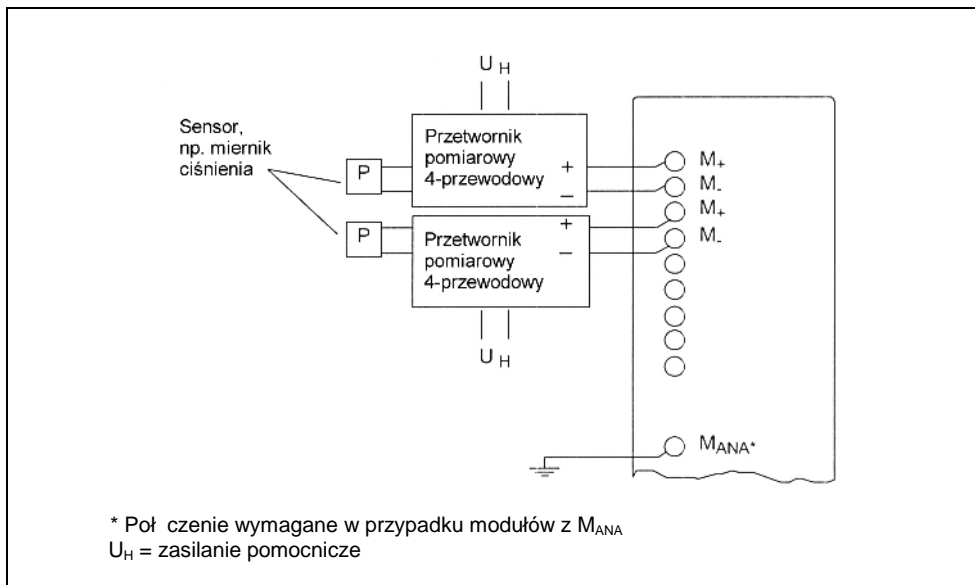 U H
Sensor,
np. miernik
ciśnienia
P
Przetwornik
pomiarowy
4-przewodowy
+
–
M+
M-
M+
M-
P
Przetwornik
pomiarowy
4-przewodowy
+
–
U H
MANA*
* Poł czenie wymagane w przypadku modułów z MANA
UH = zasilanie pomocnicze